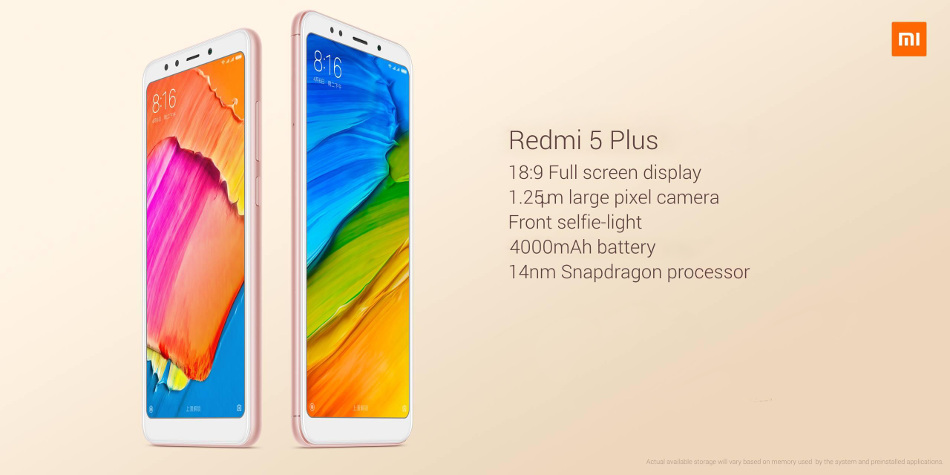 8:16
8:16
mi
Redmi 5 Plus
18:9 Full screen display
1.25μm large pixel camera
Front selfie-light
4000mAh battery
14nm Snapdragon processor
Actual available storage will vary based on memory used by the system and preinstalled applications.